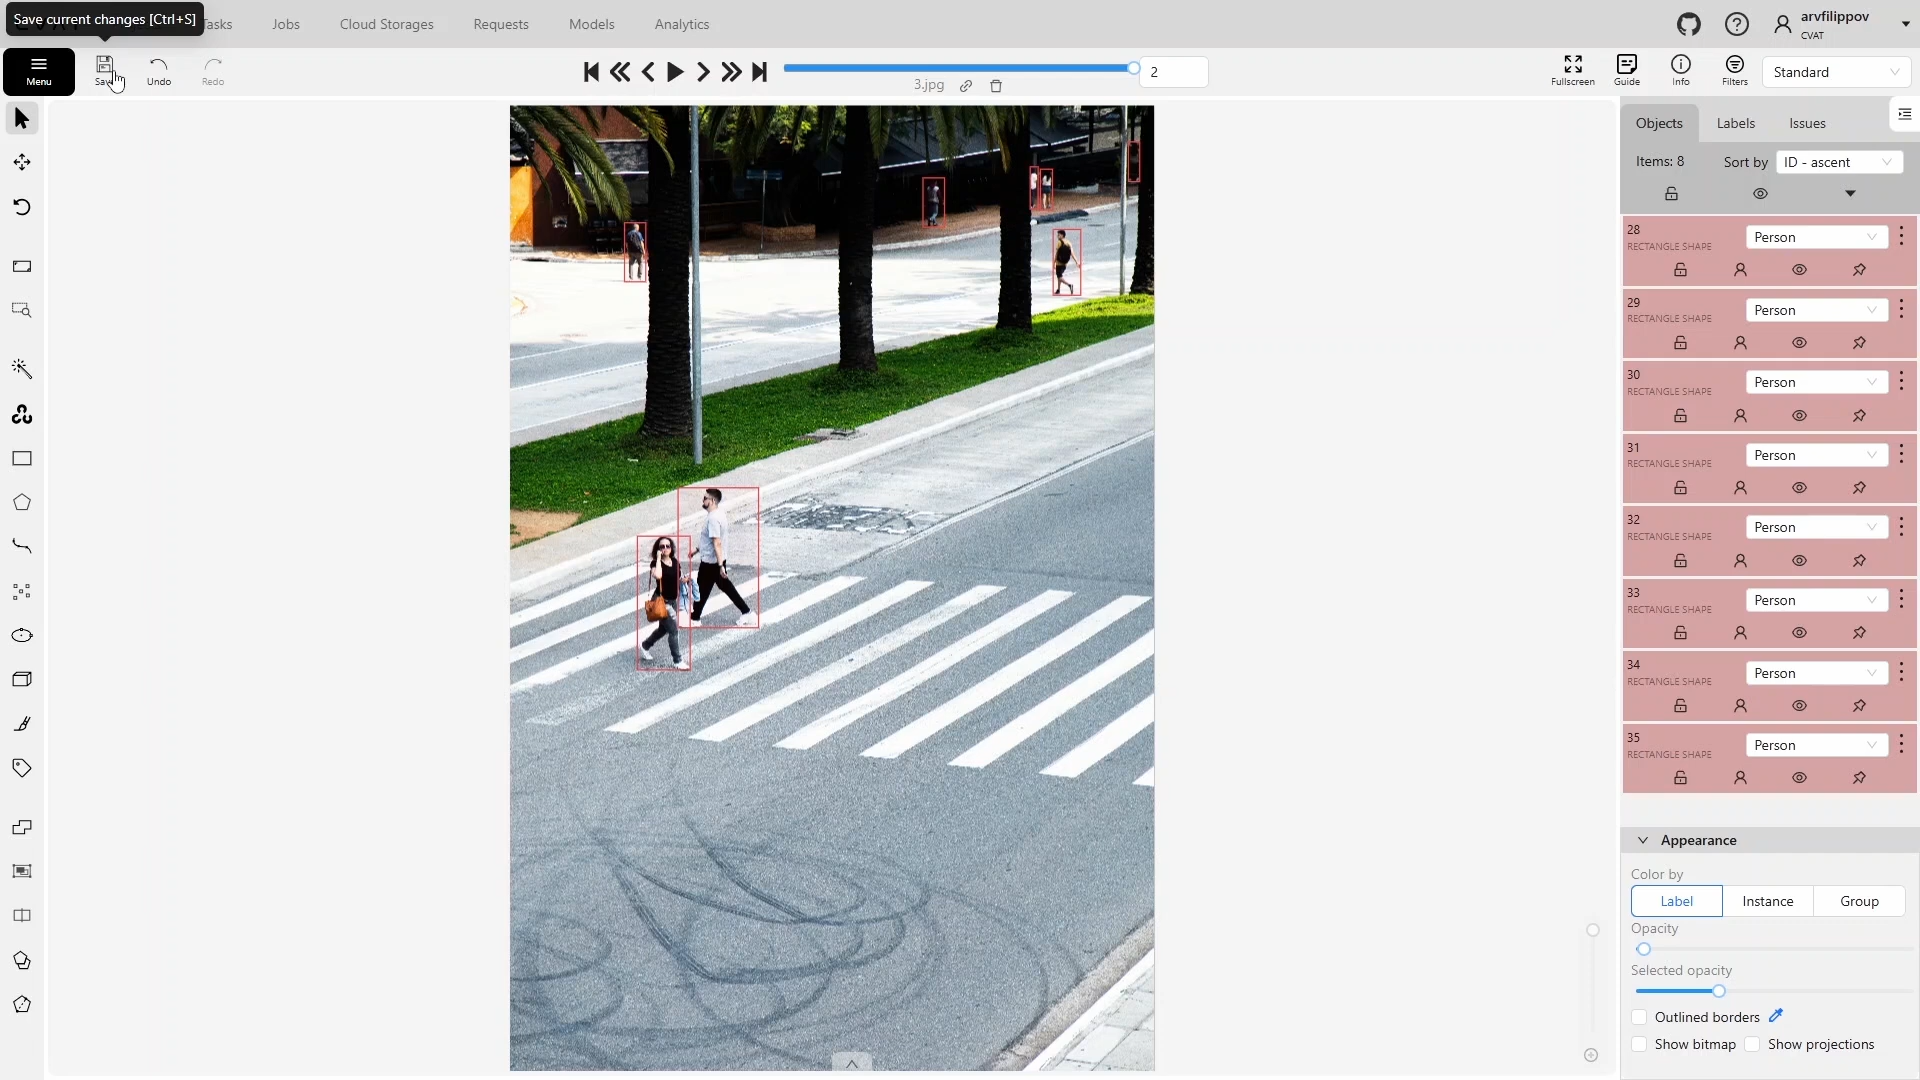 Save current changes [Ctrl+S]
Tasks
Jobs
Cloud Storages
Requests
Models
Analytics
arvfilippov
CVAT
Menu
Save
Undo
Redo
3.jpg
2
Fullscreen
Guide
Info
Filters
Standard
Objects
Labels
Issues
Items: 8
Sort by
ID - ascent
28
RECTANGLE SHAPE
Person
29
RECTANGLE SHAPE
Person
30
RECTANGLE SHAPE
Person
31
RECTANGLE SHAPE
Person
32
RECTANGLE SHAPE
Person
33
RECTANGLE SHAPE
Person
34
RECTANGLE SHAPE
Person
35
RECTANGLE SHAPE
Person
Appearance
Color by
Label
Instance
Group
Opacity
Selected opacity
Outlined borders
Show bitmap
Show projections